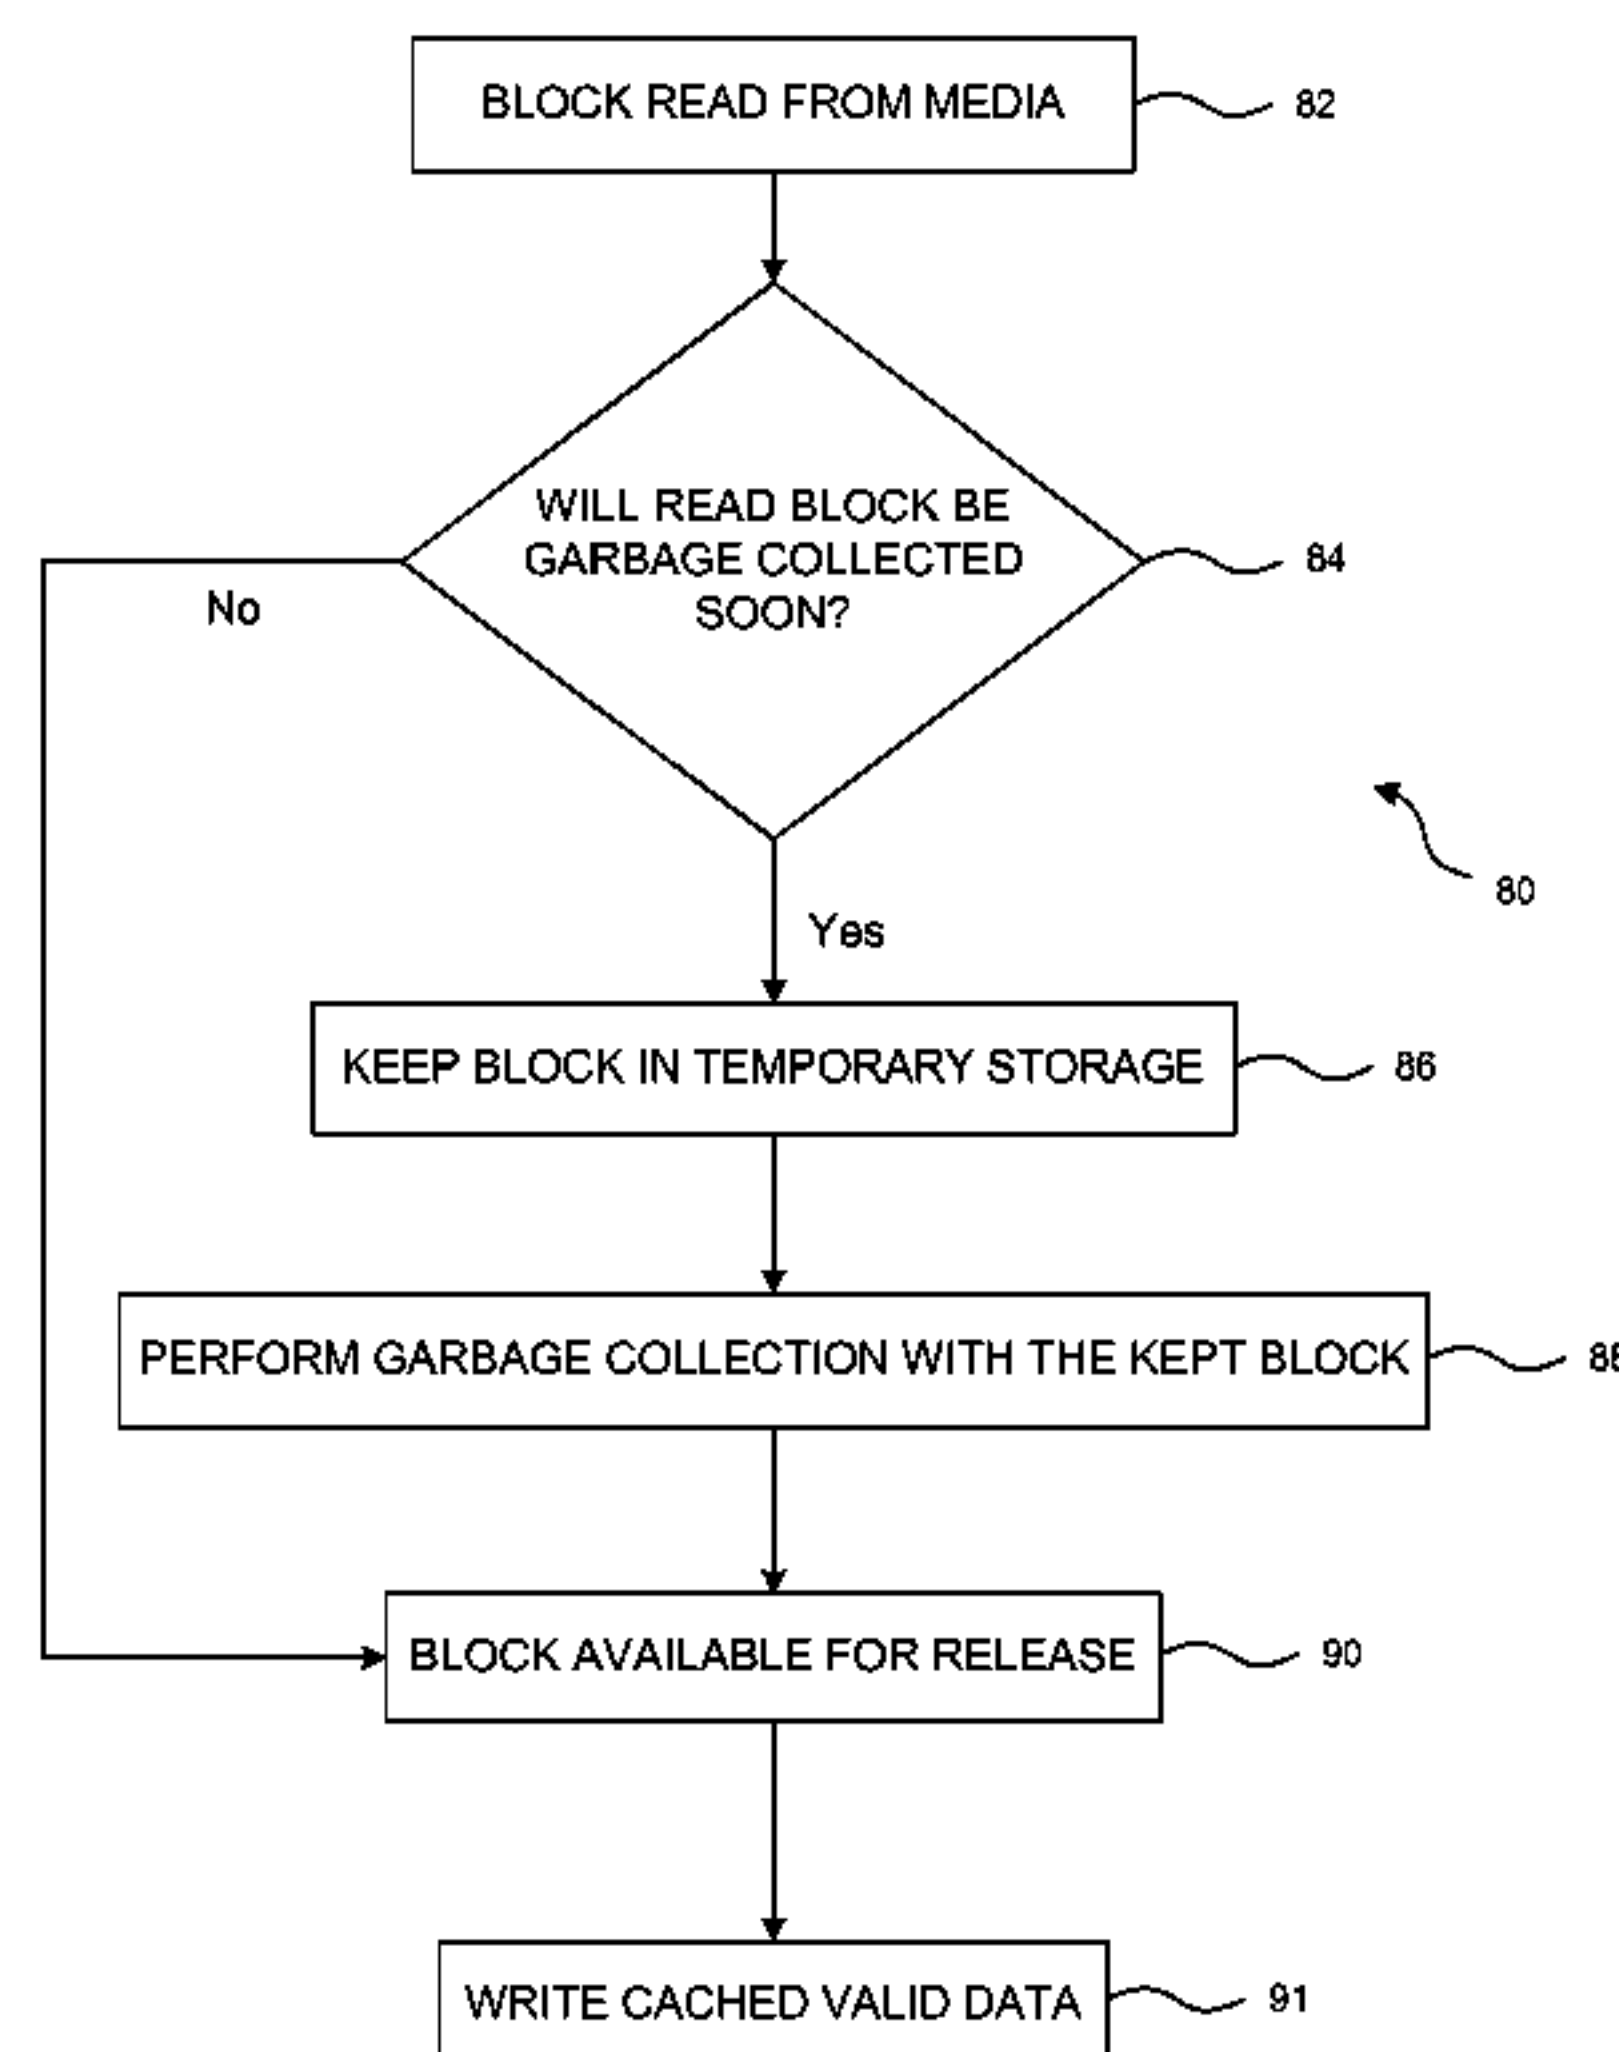 BLOCK READ FROM MEDIA
82
WILL READ BLOCK BE
GARBAGE COLLECTED
SOON?
84
No
80
Yes
KEEP BLOCK IN TEMPORARY STORAGE
86
PERFORM GARBAGE COLLECTION WITH THE KEPT BLOCK
BLOCK AVAILABLE FOR RELEASE
90
WRITE CACHED VALID DATA
91